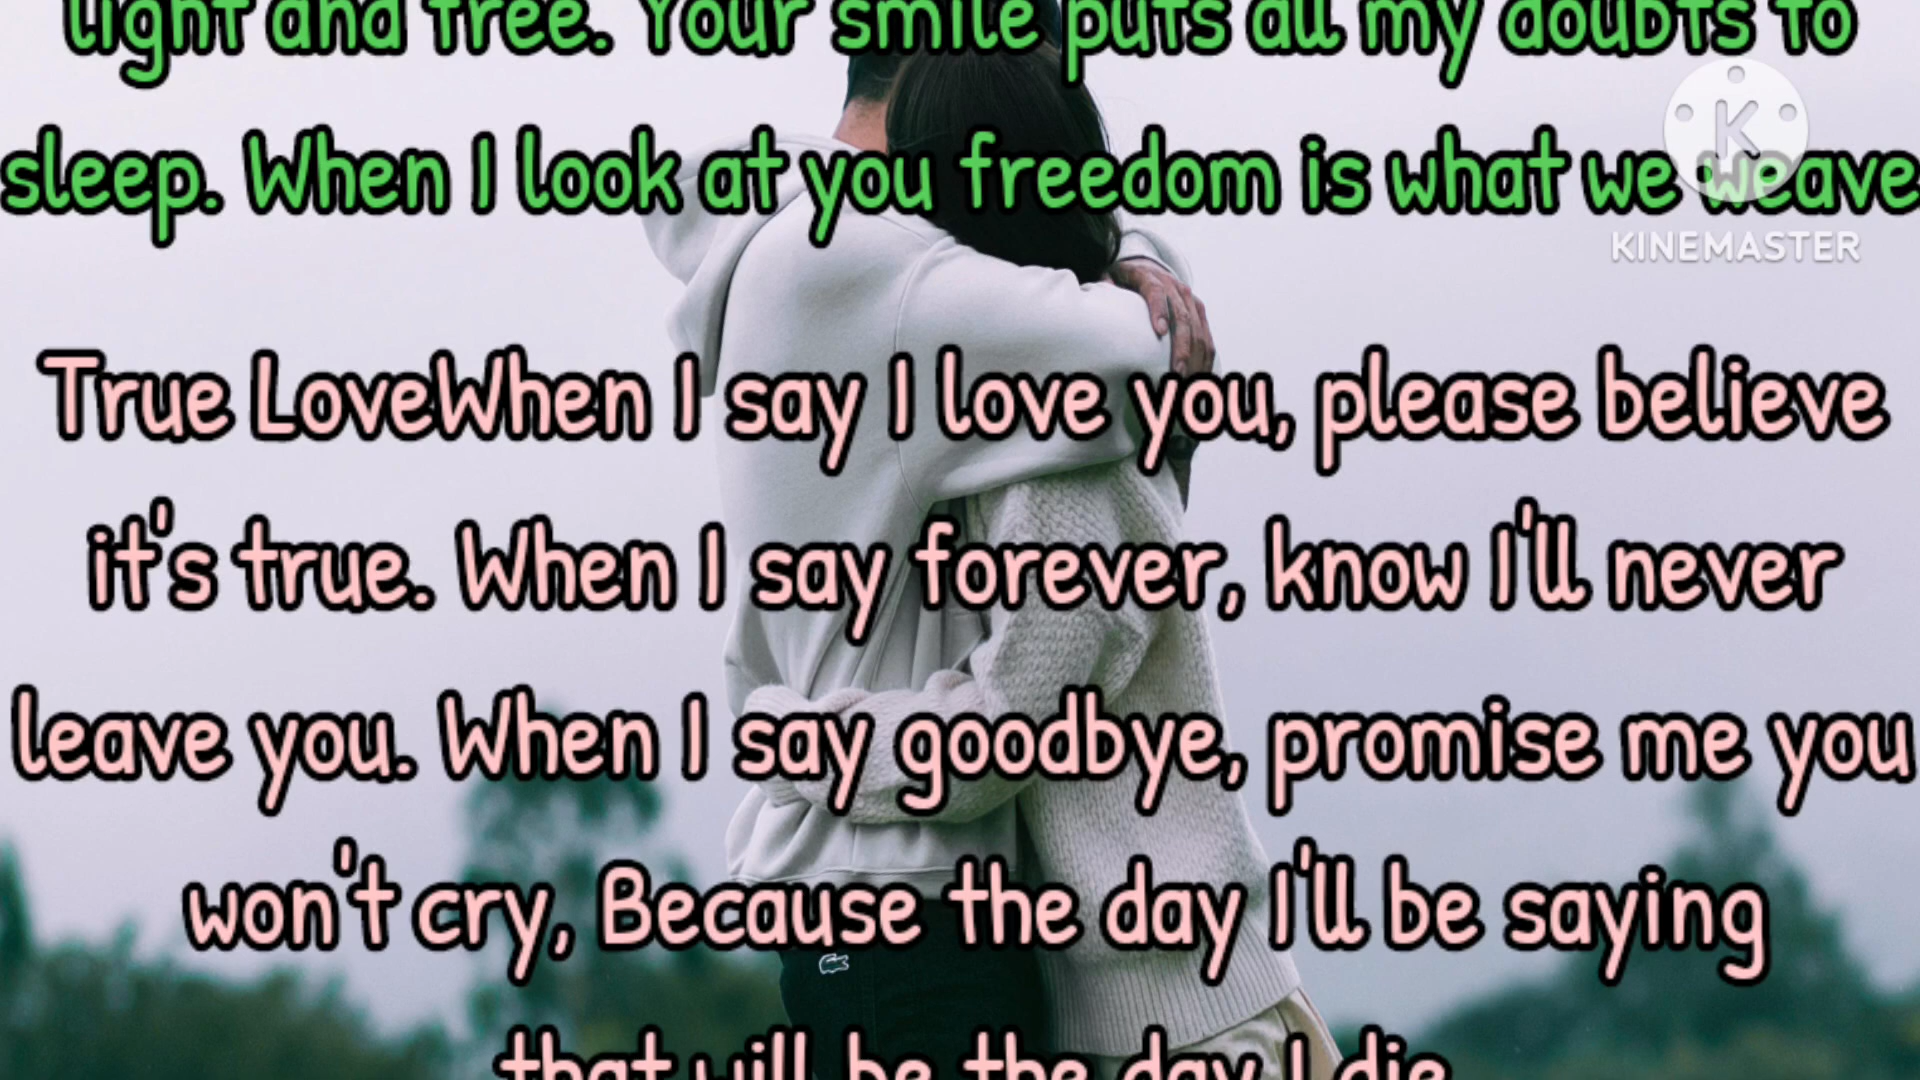 light and free. Your smile puts all my doubts to
sleep. When I look at you freedom is what we weave
KINEMASTER
True LoveWhen I say I love you, please believe
it's true. When I say forever, know I'll never
leave you. When I say goodbye, promise me you
won't cry, Because the day I'll be saying
that will be the day I die